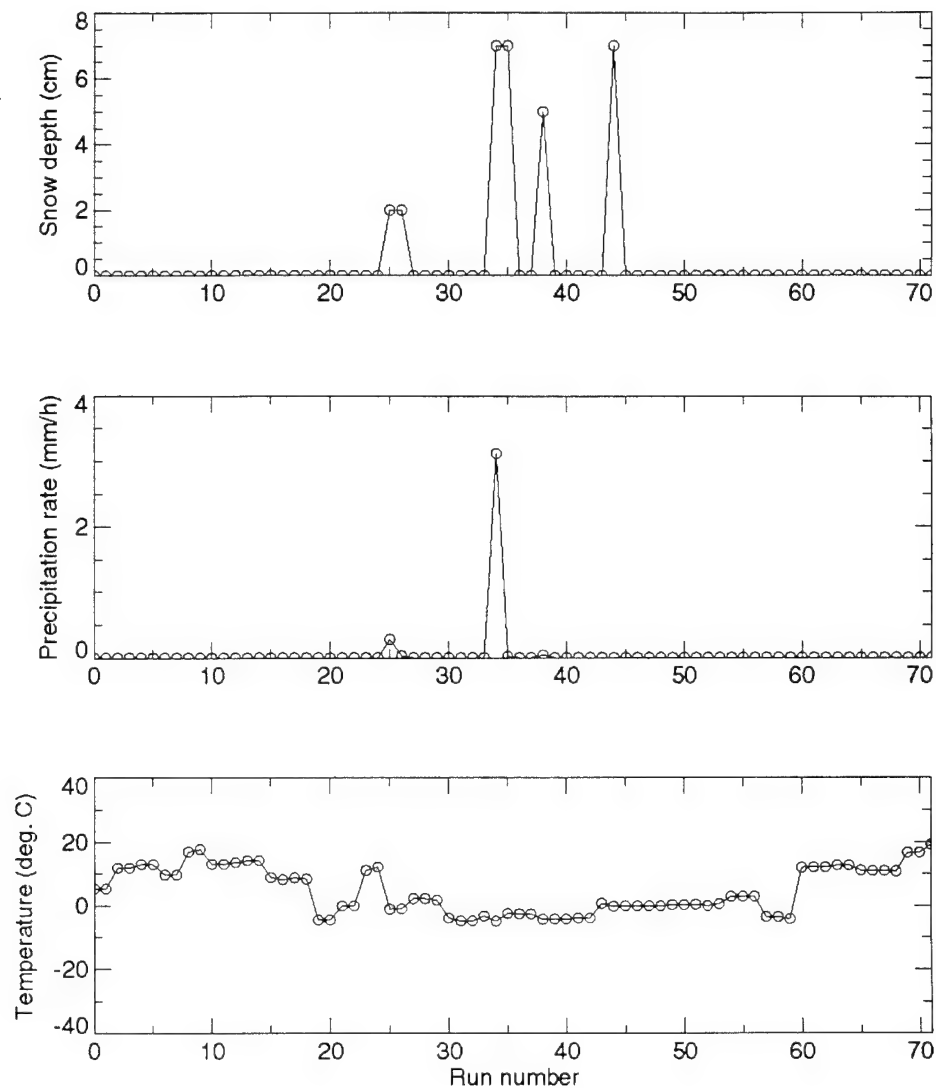 Snow depth (cm)
8
6
4
2
0
0 10 20 30 40 50 60 70
Precipitation rate (mm/h)
4
2
0
0 10 20 30 40 50 60 70
Temperature (deg. C)
40
20
0
-20
-40
0 10 20 30 40 50 60 70
Run number